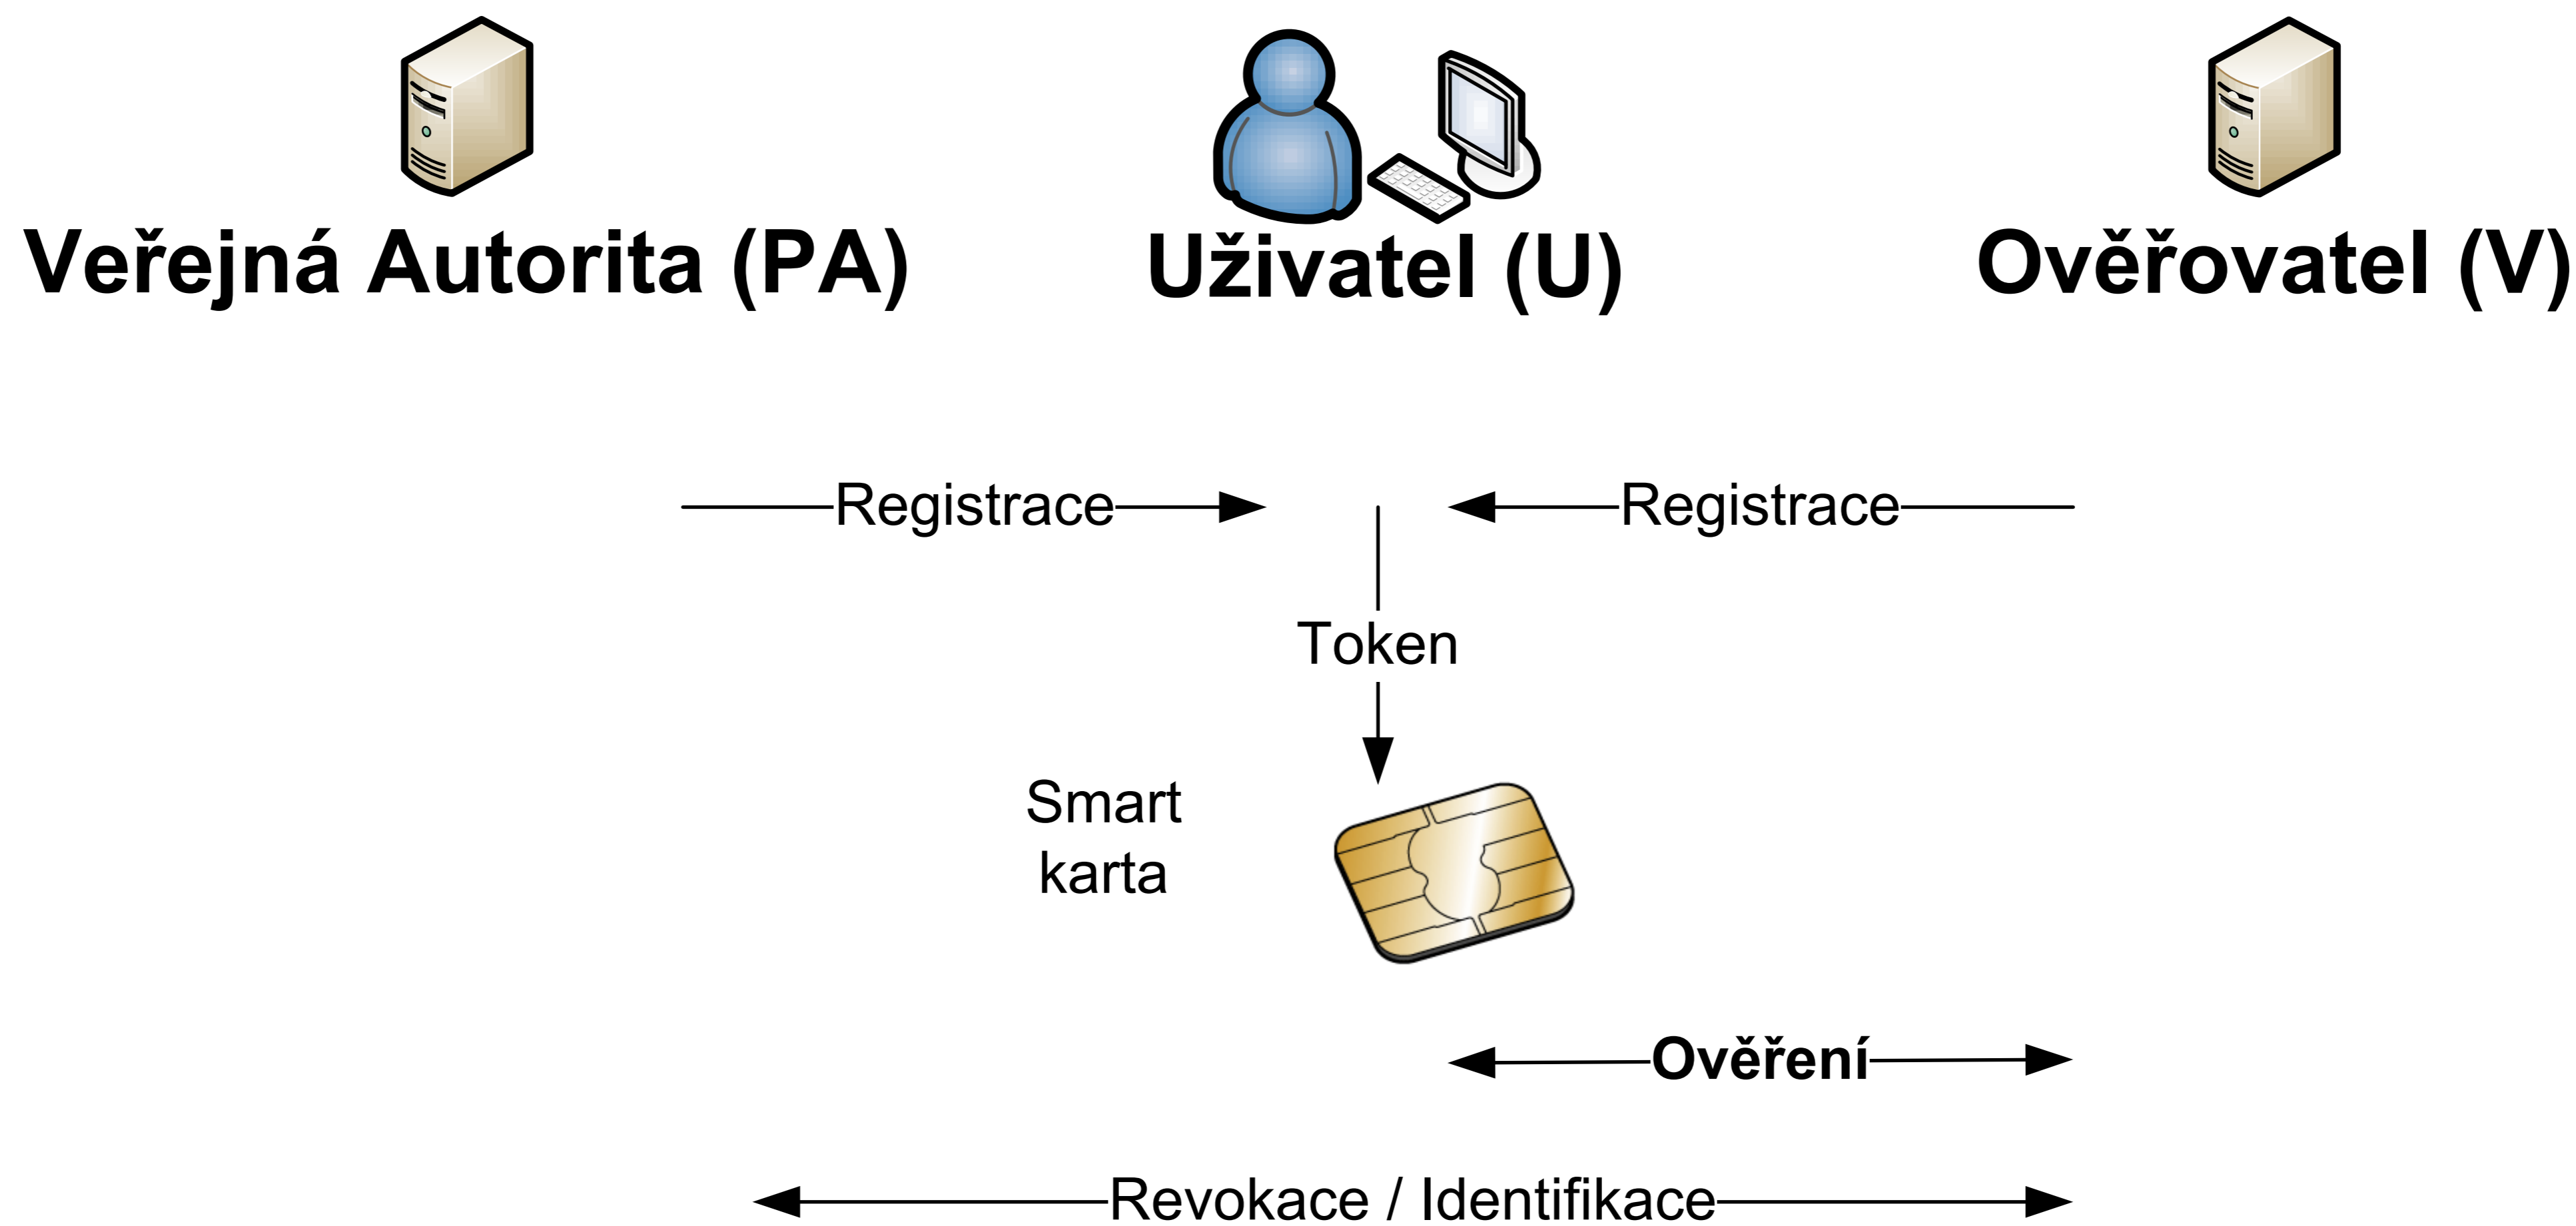 Veřejná Autorita (PA)
Uživatel (U)
Ověřovatel (V)
Registrace
Registrace
Token
Smart
karta
Ověření
Revokace / Identifikace